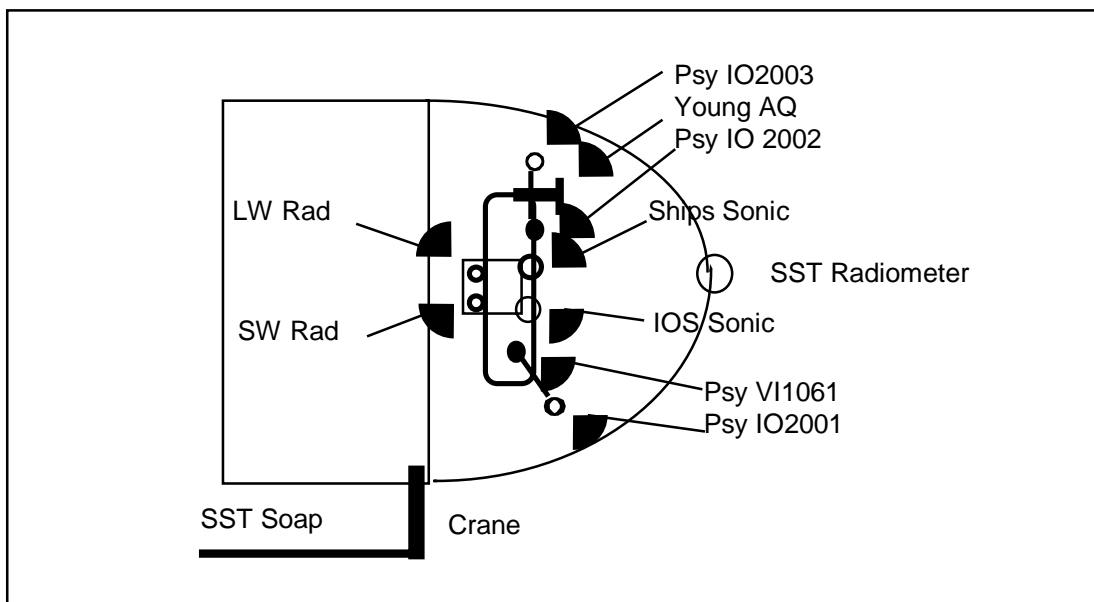 Psy IO2003
Young AQ
Psy IO 2002
LW Rad
Ships Sonic
SST Radiometer
SW Rad
IOS Sonic
Psy VI1061
Psy IO2001
SST Soap
Crane